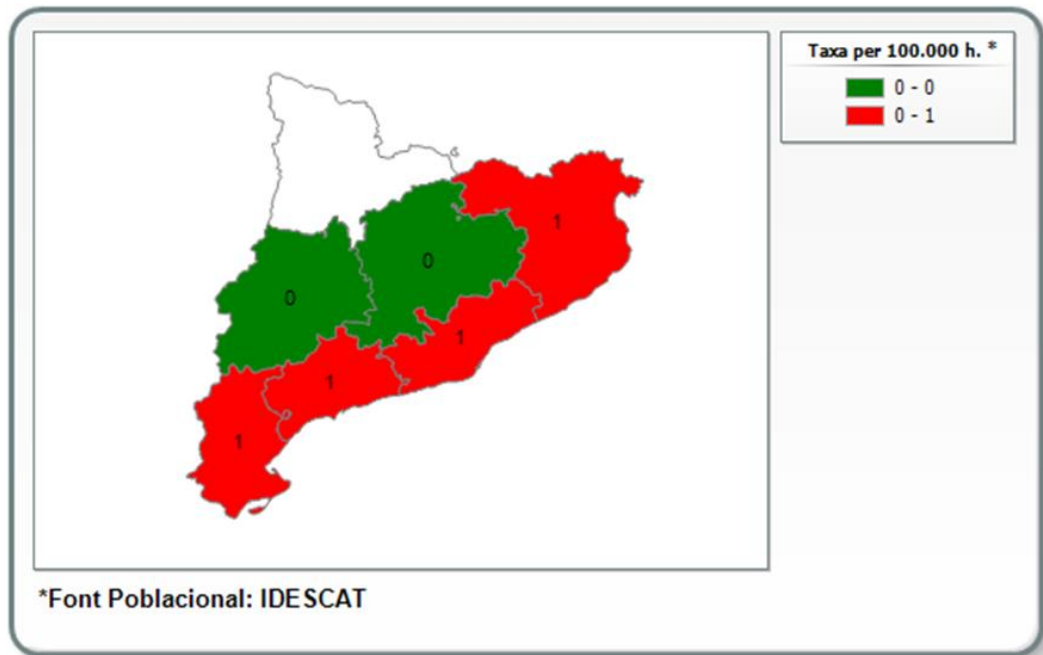 Taxa per 100.000 h. *
0 - 0
0 - 1
1
0
0
1
1
1
*Font Poblacional: IDESCAT